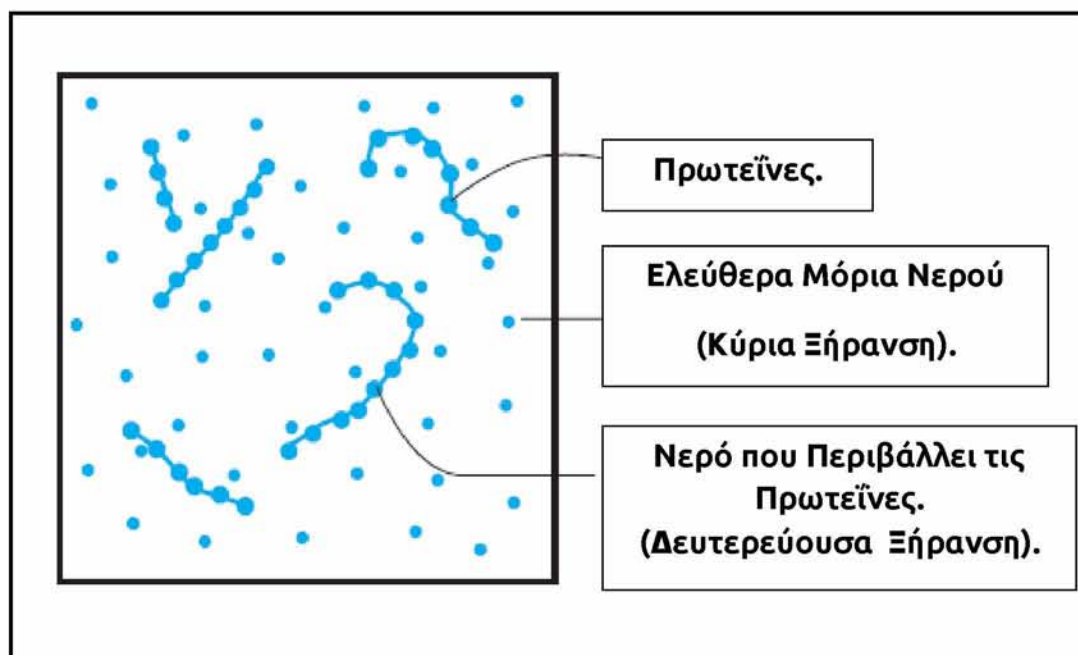 Πρωτεΐνες.
Ελεύθερα Μόρια Νερού
(Κύρια Ξήρανση).
Νερό που Περιβάλλει τις
Πρωτεΐνες.
(Δευτερεύουσα Ξήρανση).